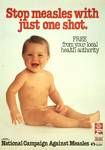 Stop measles with
just one shot.
FREE
from your local
health authority
National Campaign Against Measles